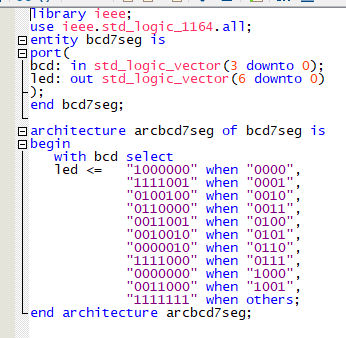 library ieee;
use ieee.std_logic_1164.all;
entity bcd7seg is
port(
bcd: in std_logic_vector(3 downto 0);
led: out std_logic_vector(6 downto 0)
);
end bcd7seg;
architecture arcbcd7seg of bcd7seg is
begin
with bcd select
led <= "1000000" when "0000",
"1111001" when "0001",
"0100100" when "0010",
"0110000" when "0011",
"0011001" when "0100",
"0010010" when "0101",
"0000010" when "0110",
"1111000" when "0111",
"0000000" when "1000",
"0011000" when "1001",
"1111111" when others;
end architecture arcbcd7seg;